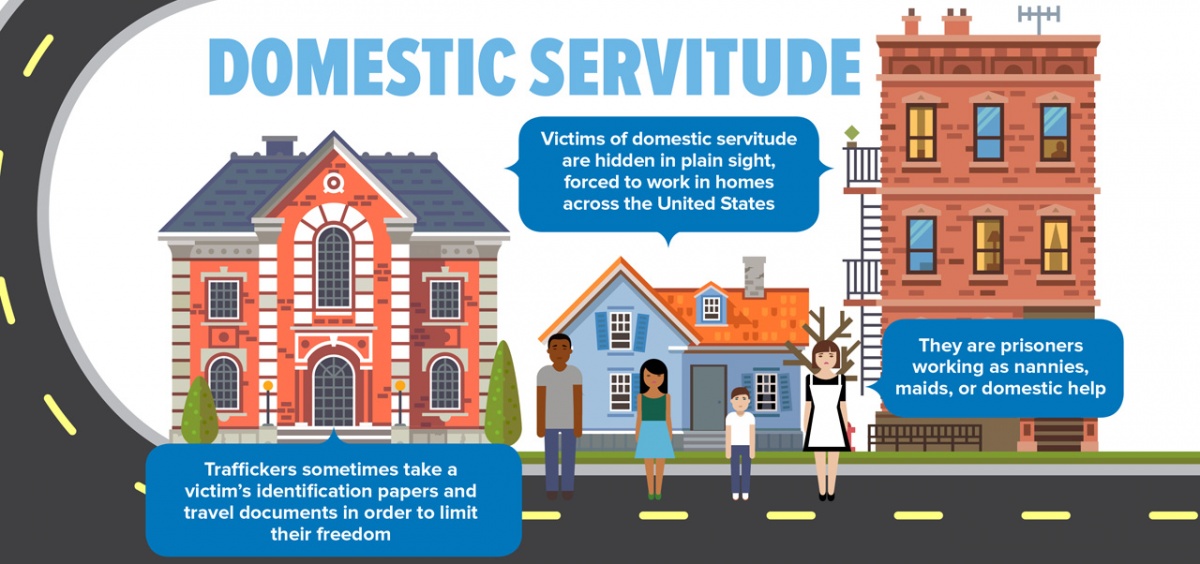 DOMESTIC SERVITUDE
Victims of domestic servitude
are hidden in plain sight,
forced to work in homes
across the United States
They are prisoners
working as nannies,
maids, or domestic help
Traffickers sometimes take a
victim's identification papers and
travel documents in order to limit
their freedom